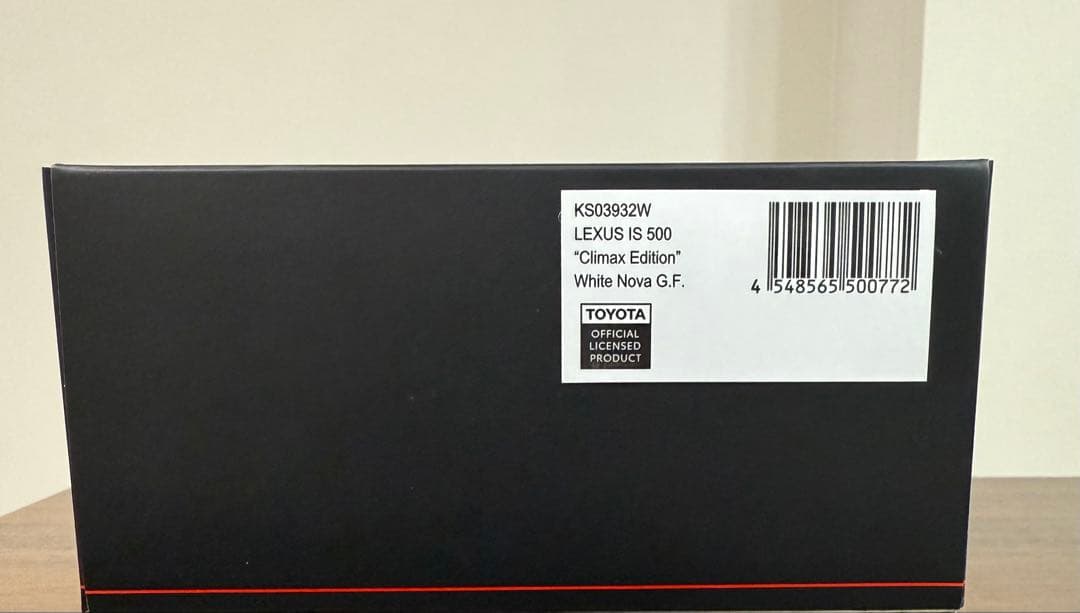 KS03932W
LEXUS IS 500
“Climax Edition”
White Nova G.F.
4 548565 500772
TOYOTA
OFFICIAL
LICENSED
PRODUCT